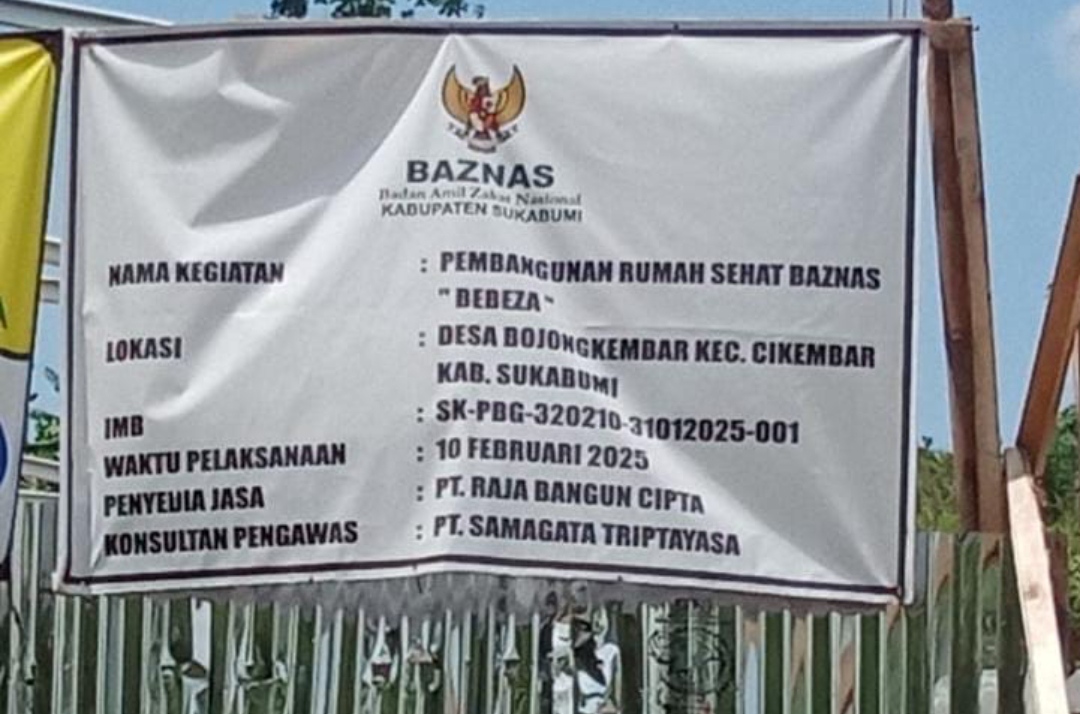 BAZNAS
Badan Amil Zakat Nasional
KABUPATEN SUKABUMI
NAMA KEGIATAN : PEMBANGUNAN RUMAH SEHAT BAZNAS
" BEBEZA "
LOKASI : DESA BOJONGKEMBAR KEC. CIKEMBAR
KAB. SUKABUMI
IMB : SK-PBG-320210-31012025-001
WAKTU PELAKSANAAN : 10 FEBRUARI 2025
PENYEDIA JASA : PT. RAJA BANGUN CIPTA
KONSULTAN PENGAWAS : PT. SAMAGATA TRIPTAYASA